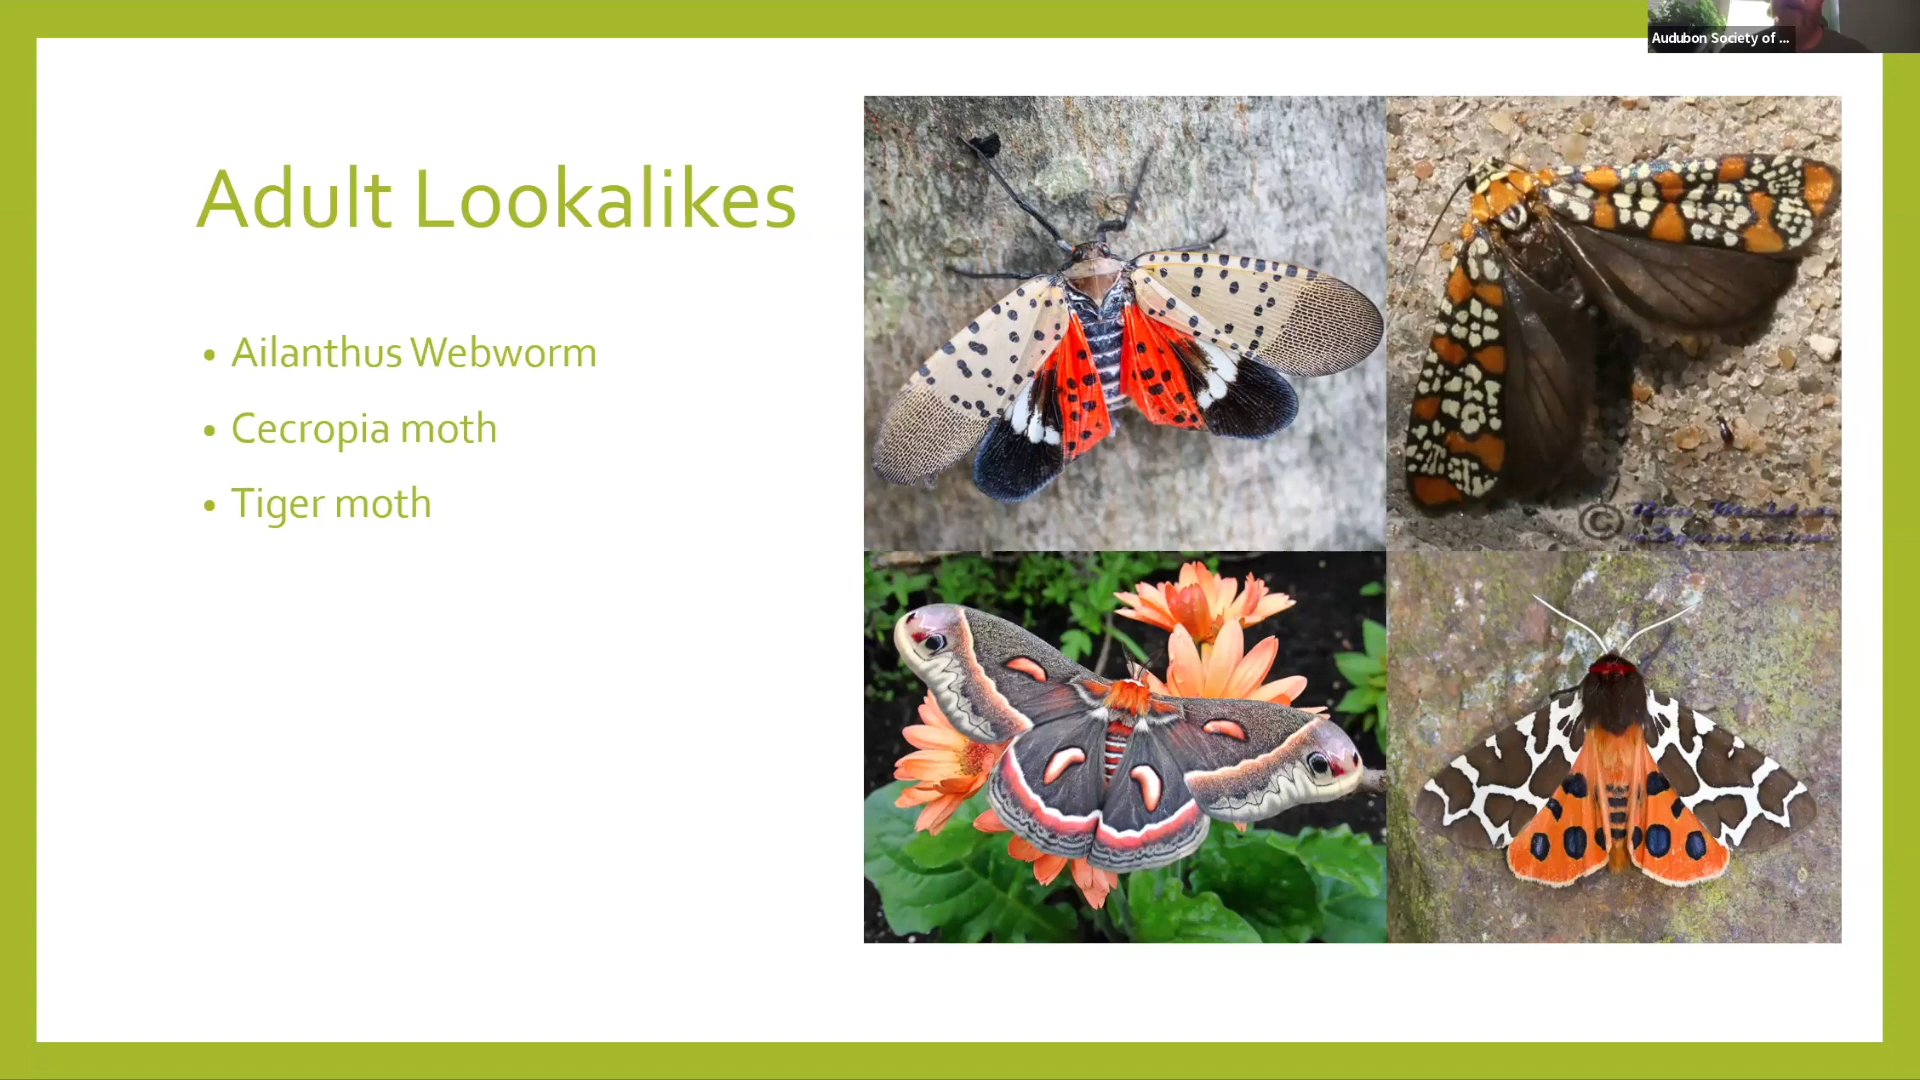 Audubon Society of ...
Adult Lookalikes
• Ailanthus Webworm
• Cecropia moth
• Tiger moth
©